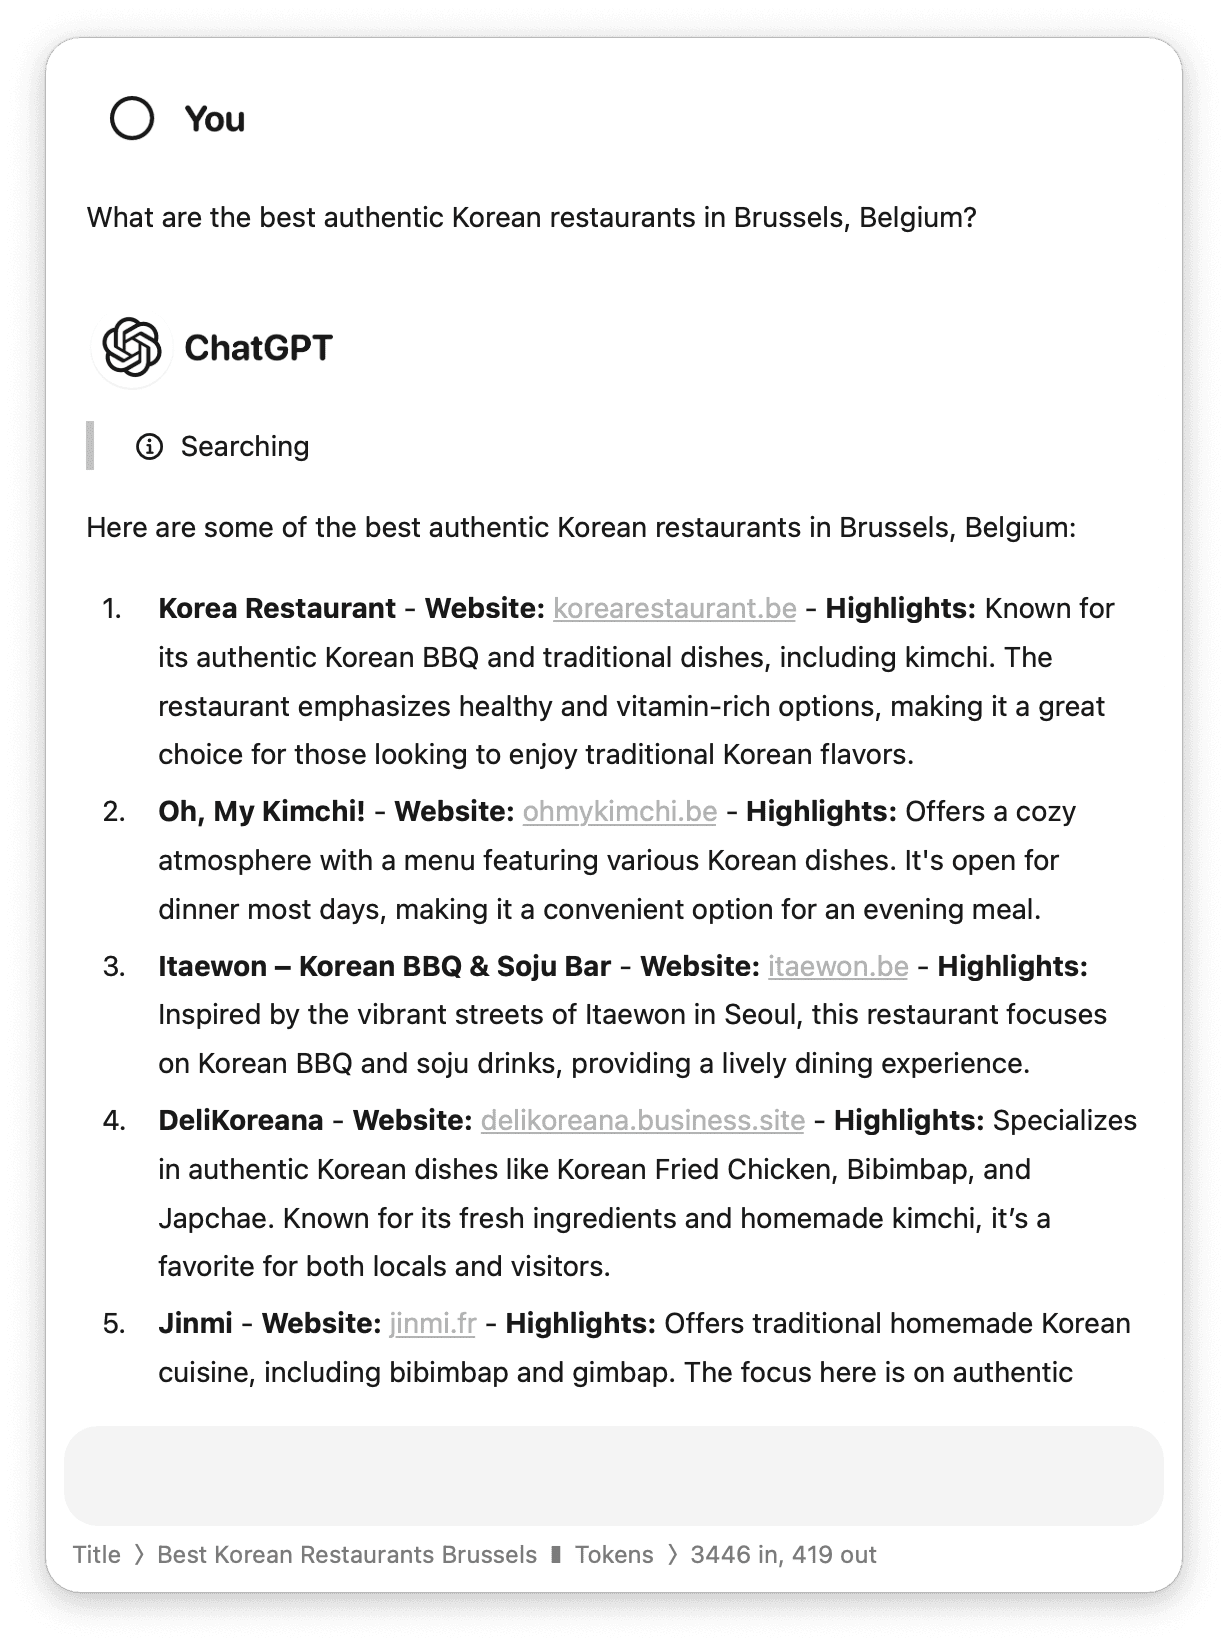 You
What are the best authentic Korean restaurants in Brussels, Belgium?
ChatGPT
Searching
Here are some of the best authentic Korean restaurants in Brussels, Belgium:
1. Korea Restaurant - Website: korearestaurant.be - Highlights: Known for
its authentic Korean BBQ and traditional dishes, including kimchi. The
restaurant emphasizes healthy and vitamin-rich options, making it a great
choice for those looking to enjoy traditional Korean flavors.
2. Oh, My Kimchi! - Website: ohmykimchi.be - Highlights: Offers a cozy
atmosphere with a menu featuring various Korean dishes. It's open for
dinner most days, making it a convenient option for an evening meal.
3. Itaewon – Korean BBQ & Soju Bar - Website: itaewon.be - Highlights:
Inspired by the vibrant streets of Itaewon in Seoul, this restaurant focuses
on Korean BBQ and soju drinks, providing a lively dining experience.
4. DeliKoreana - Website: delikoreana.business.site - Highlights: Specializes
in authentic Korean dishes like Korean Fried Chicken, Bibimbap, and
Japchae. Known for its fresh ingredients and homemade kimchi, it’s a
favorite for both locals and visitors.
5. Jinmi - Website: jinmi.fr - Highlights: Offers traditional homemade Korean
cuisine, including bibimbap and gimbap. The focus here is on authentic
Title 〉 Best Korean Restaurants Brussels ▮ Tokens 〉 3446 in, 419 out